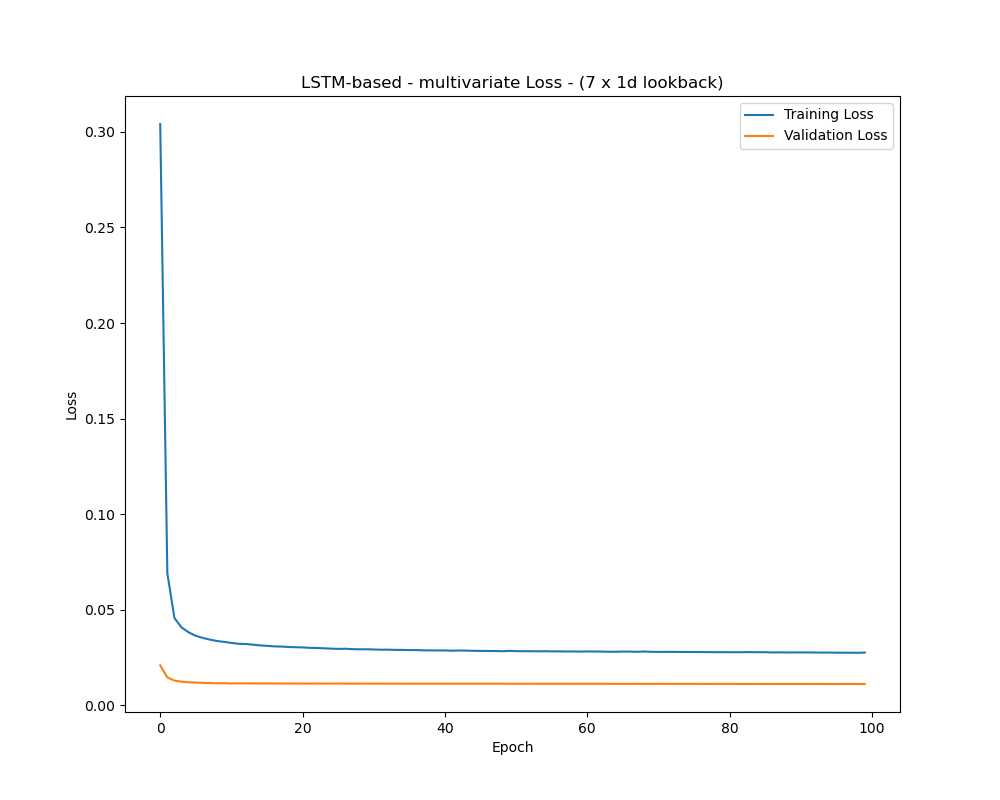 LSTM-based - multivariate Loss - (7 x 1d lookback)
Training Loss
Validation Loss
0.30
0.25
0.20
0.15
0.10
0.05
0.00
Loss
0 20 40 60 80 100
Epoch